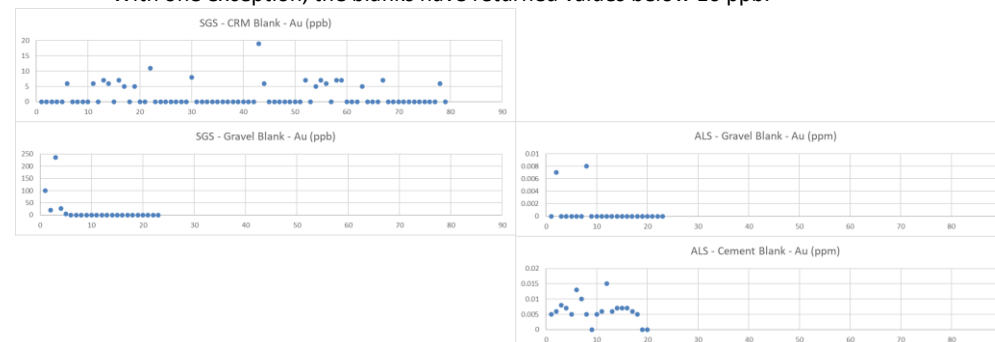 With one exception, the blanks have returned values below 10 ppb.
SGS - CRM Blank - Au (ppb)
20
15
10
5
0
0 10 20 30 40 50 60 70 80 90
SGS - Gravel Blank - Au (ppb)
250
200
150
100
50
0
0 10 20 30 40 50 60 70 80 90
ALS - Gravel Blank - Au (ppm)
0.01
0.008
0.006
0.004
0.002
0
0 10 20 30 40 50 60 70 80
ALS - Cement Blank - Au (ppm)
0.02
0.015
0.01
0.005
0
0 10 20 30 40 50 60 70 80